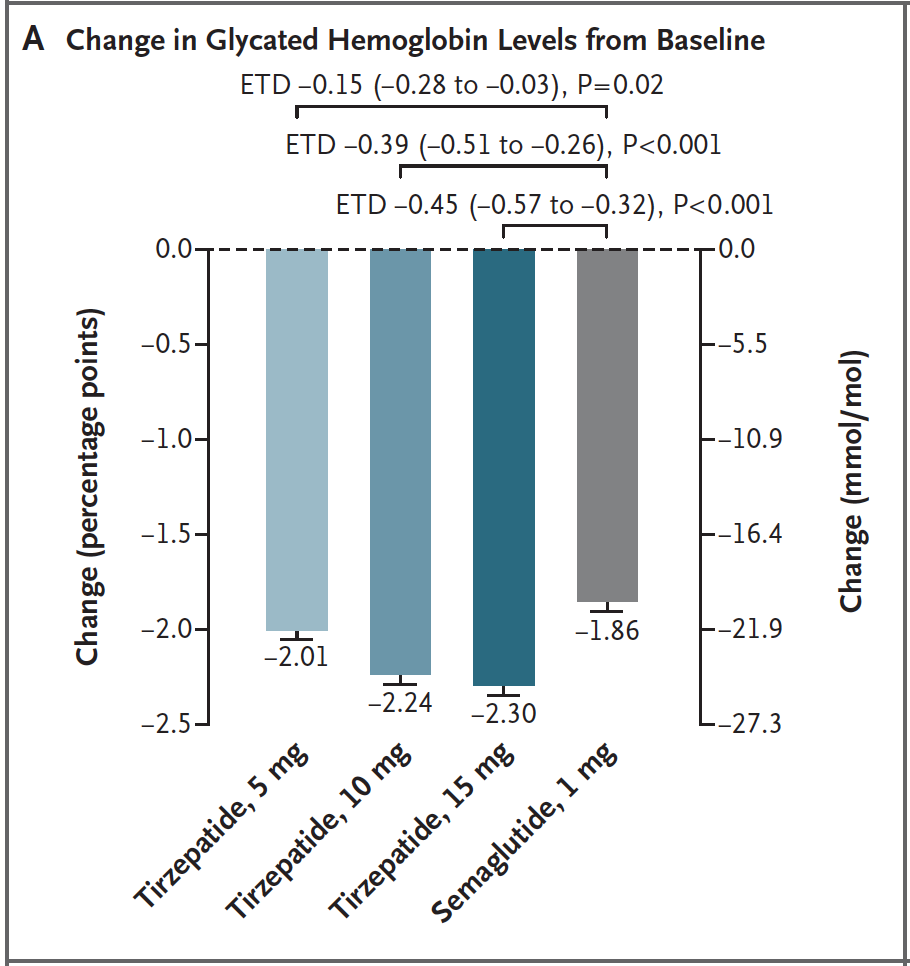 A Change in Glycated Hemoglobin Levels from Baseline
ETD –0.15 (–0.28 to –0.03), P=0.02
ETD –0.39 (–0.51 to –0.26), P<0.001
ETD –0.45 (–0.57 to –0.32), P<0.001
Change (percentage points)
0.0
–0.5
–1.0
–1.5
–2.0
–2.5
–2.01
–2.24
–2.30
–1.86
0.0
–5.5
–10.9
–16.4
–21.9
–27.3
Change (mmol/mol)
Tirzepatide, 5 mg
Tirzepatide, 10 mg
Tirzepatide, 15 mg
Semaglutide, 1 mg